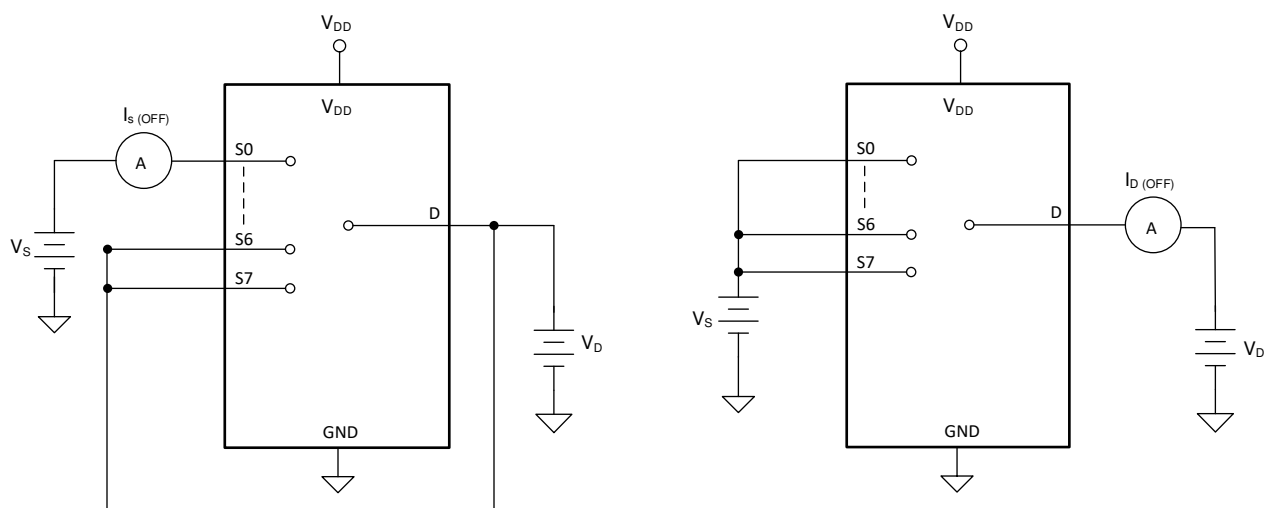 VDD
VDD
Is (OFF)
A
S0
S6
S7
D
VS
VD
GND
VDD
VDD
S0
S6
S7
D
ID (OFF)
A
VS
VD
GND